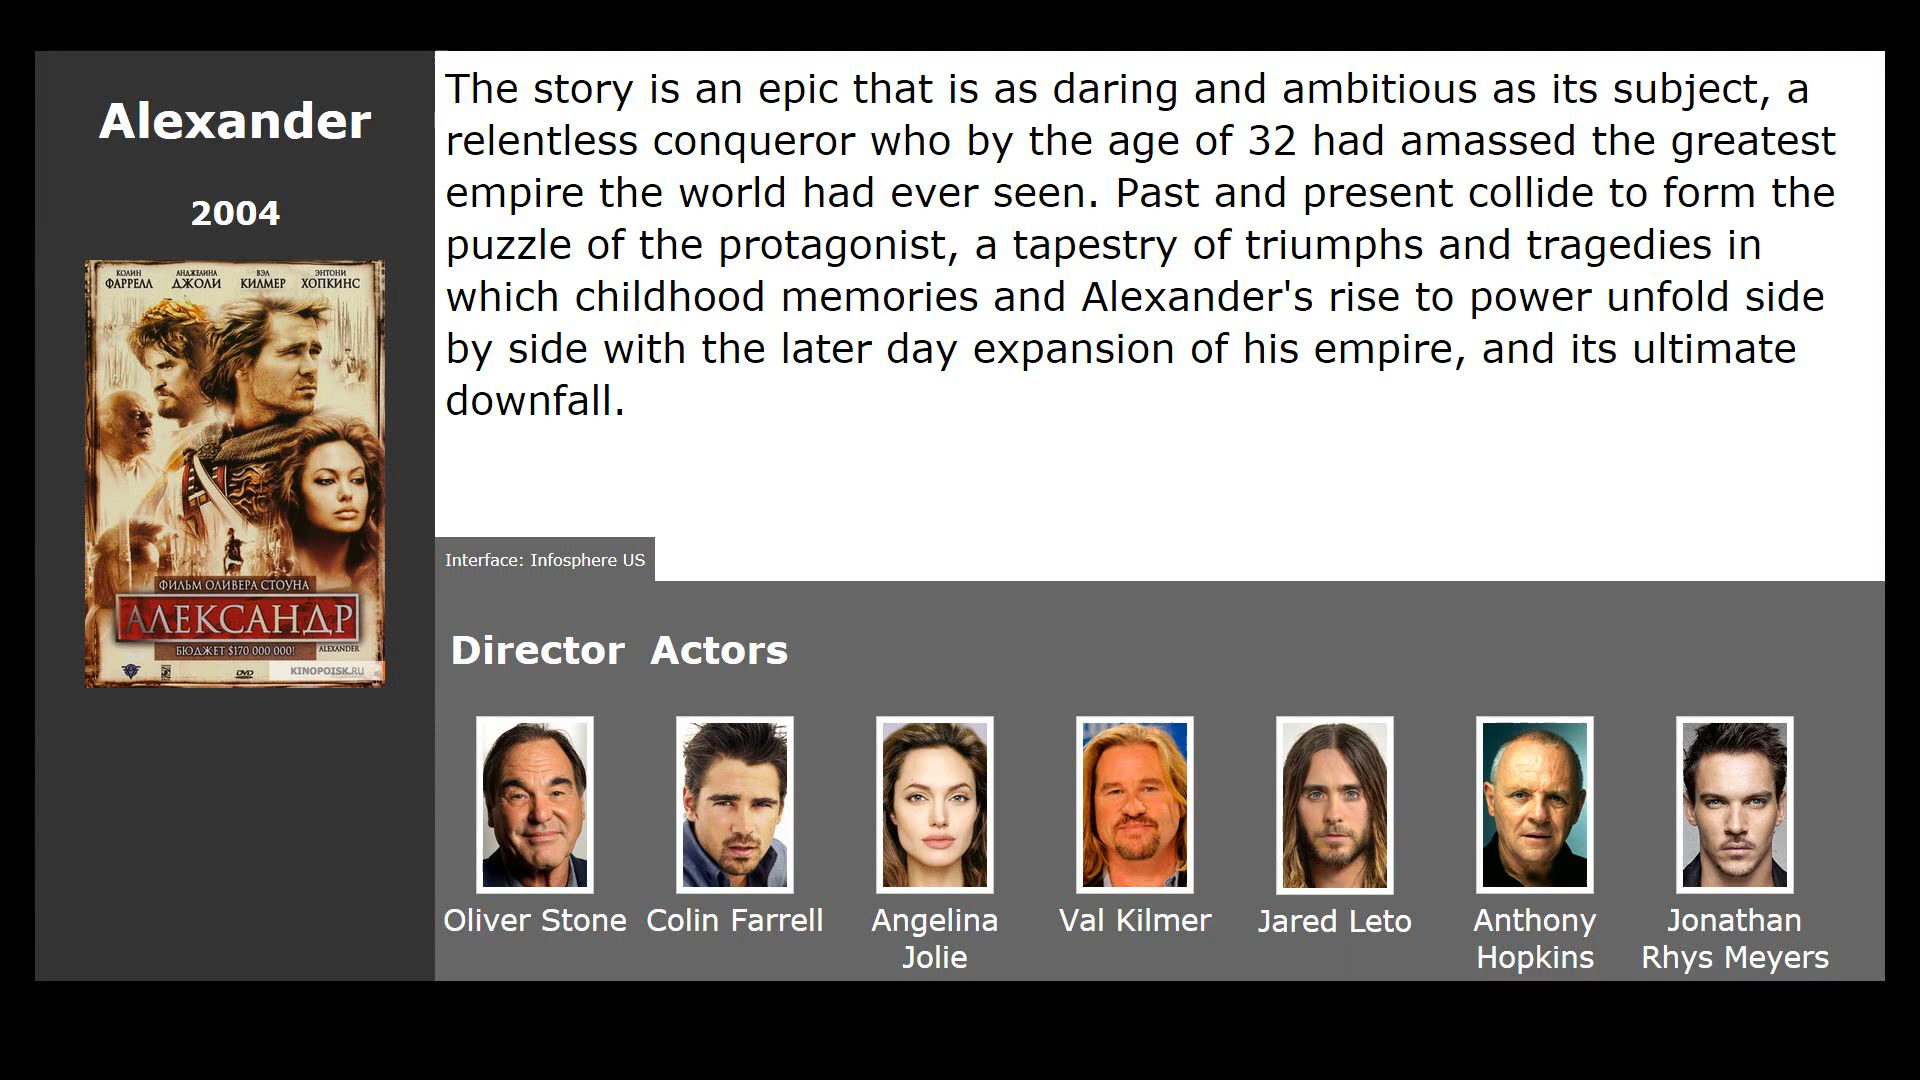 Alexander
2004
КОЛИН АНДЖЕЛИНА ВЭЛ ЭНТОНИ
ФАРРЕЛЛ ДЖОЛИ КИЛМЕР ХОПКИНС
ФИЛЬМ ОЛИВЕРА СТОУНА
АЛЕКСАНДР
БЮДЖЕТ $170 000 000!
ALEXANDER
DVD
KINOPOISK.RU
The story is an epic that is as daring and ambitious as its subject, a
relentless conqueror who by the age of 32 had amassed the greatest
empire the world had ever seen. Past and present collide to form the
puzzle of the protagonist, a tapestry of triumphs and tragedies in
which childhood memories and Alexander's rise to power unfold side
by side with the later day expansion of his empire, and its ultimate
downfall.
Interface: Infosphere US
Director Actors
Oliver Stone
Colin Farrell
Angelina
Jolie
Val Kilmer
Jared Leto
Anthony
Hopkins
Jonathan
Rhys Meyers